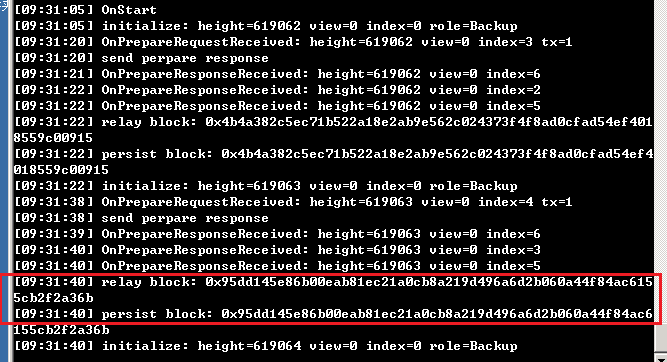 [09:31:05] OnStart
[09:31:05] initialize: height=619062 view=0 index=0 role=Backup
[09:31:20] OnPrepareRequestReceived: height=619062 view=0 index=3 tx=1
[09:31:20] send perpare response
[09:31:21] OnPrepareResponseReceived: height=619062 view=0 index=6
[09:31:22] OnPrepareResponseReceived: height=619062 view=0 index=2
[09:31:22] OnPrepareResponseReceived: height=619062 view=0 index=5
[09:31:22] relay block: 0x4b4a382c5ec71b522a18e2ab9e562c024373f4f8ad0cfad54ef401
8559c00915
[09:31:22] persist block: 0x4b4a382c5ec71b522a18e2ab9e562c024373f4f8ad0cfad54ef4
018559c00915
[09:31:22] initialize: height=619063 view=0 index=0 role=Backup
[09:31:38] OnPrepareRequestReceived: height=619063 view=0 index=4 tx=1
[09:31:38] send perpare response
[09:31:39] OnPrepareResponseReceived: height=619063 view=0 index=6
[09:31:40] OnPrepareResponseReceived: height=619063 view=0 index=3
[09:31:40] OnPrepareResponseReceived: height=619063 view=0 index=5
[09:31:40] relay block: 0x95dd145e86b00eab81ec21a0cb8a219d496a6d2b060a44f84ac615
5cb2f2a36b
[09:31:40] persist block: 0x95dd145e86b00eab81ec21a0cb8a219d496a6d2b060a44f84ac6
155cb2f2a36b
[09:31:40] initialize: height=619064 view=0 index=0 role=Backup